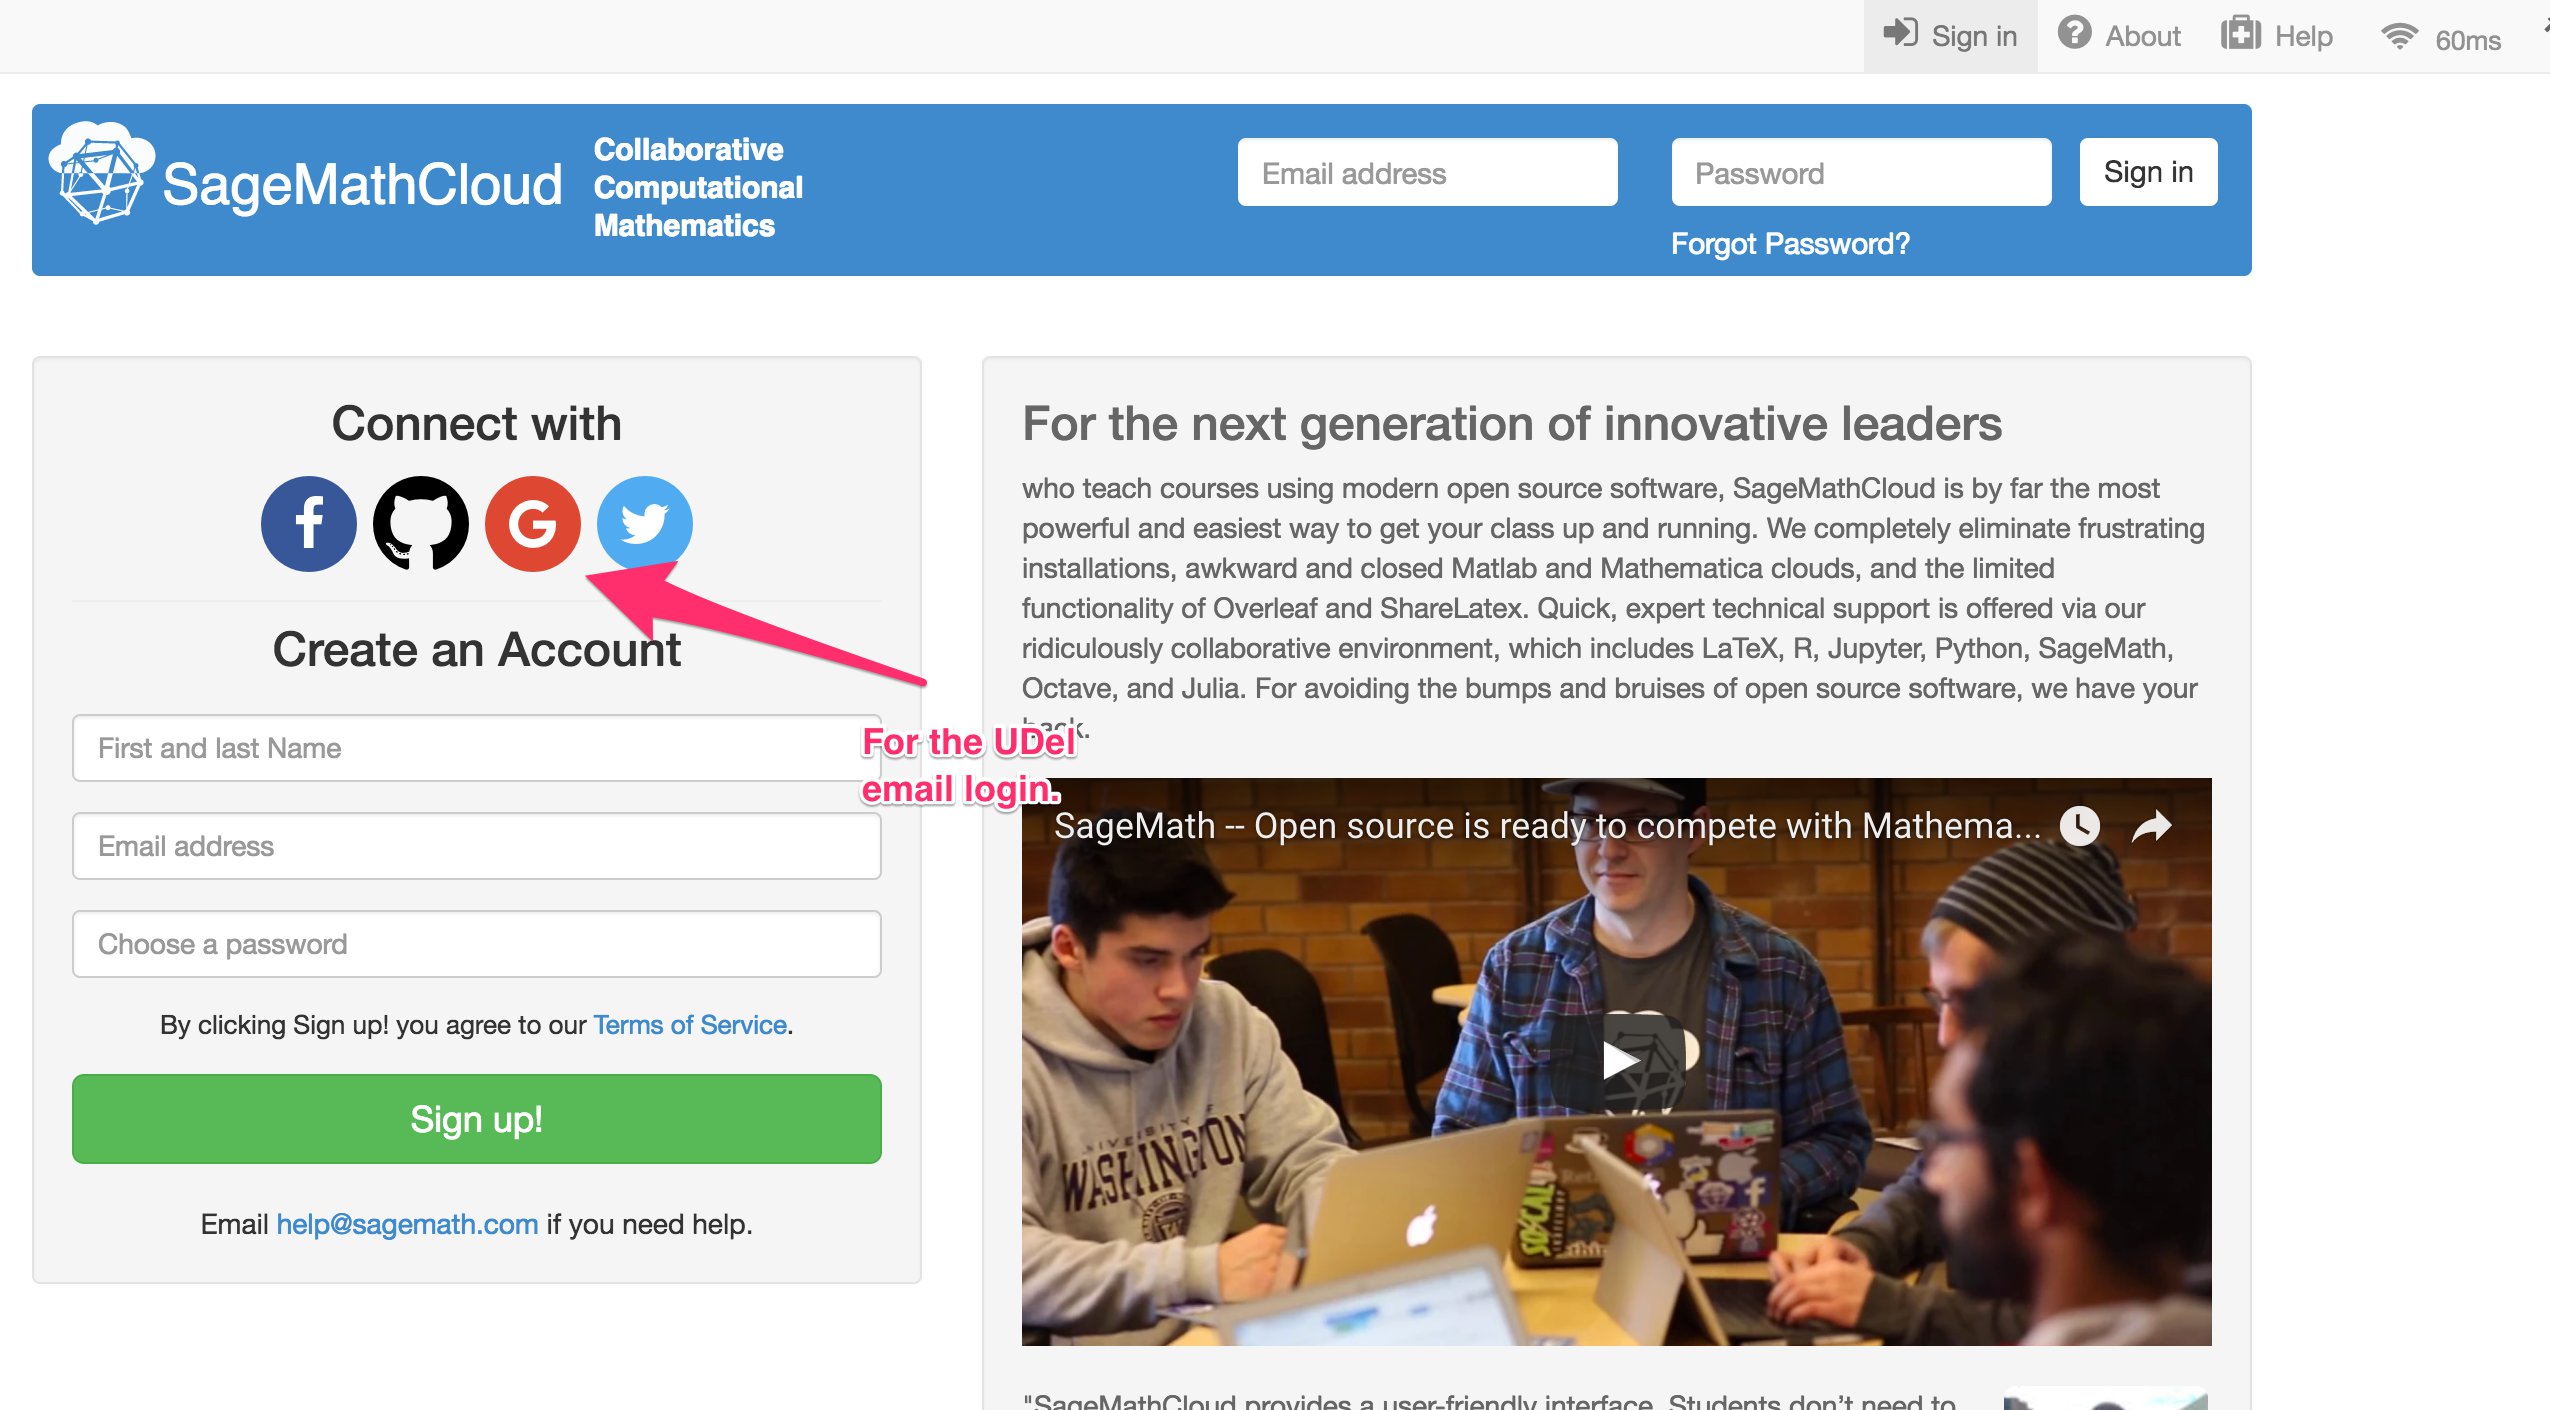 Sign in
About
Help
60ms
SageMathCloud
Collaborative
Computational
Mathematics
Email address
Password
Sign in
Forgot Password?
Connect with
Create an Account
First and last Name
Email address
Choose a password
By clicking Sign up! you agree to our Terms of Service.
Sign up!
Email help@sagemath.com if you need help.
For the UDel
email login.
For the next generation of innovative leaders
who teach courses using modern open source software, SageMathCloud is by far the most
powerful and easiest way to get your class up and running. We completely eliminate frustrating
installations, awkward and closed Matlab and Mathematica clouds, and the limited
functionality of Overleaf and ShareLatex. Quick, expert technical support is offered via our
ridiculously collaborative environment, which includes LaTeX, R, Jupyter, Python, SageMath,
Octave, and Julia. For avoiding the bumps and bruises of open source software, we have your
back.
SageMath -- Open source is ready to compete with Mathema...
WASHINGTON
"SageMathCloud provides a user-friendly interface. Students don't need to